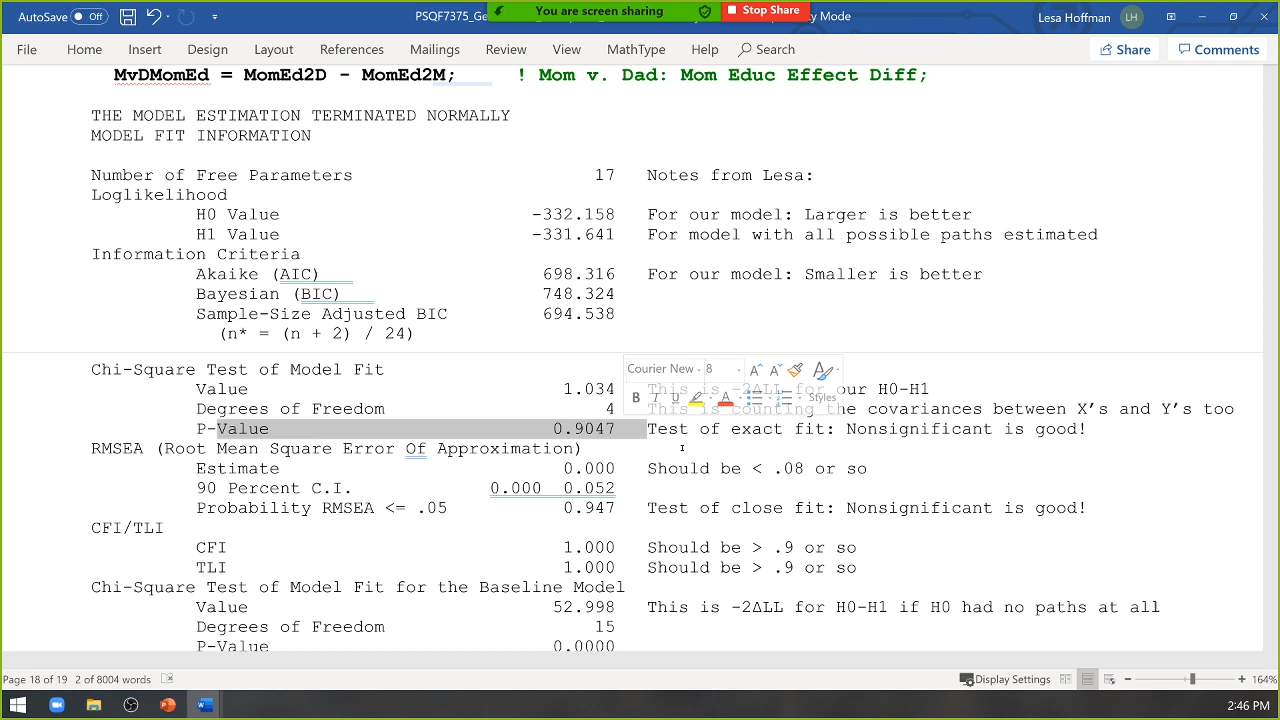 AutoSave Off PSQF7375_Ge You are screen sharing Stop Share y Mode Lesa Hoffman LH
File Home Insert Design Layout References Mailings Review View MathType Help Search Share Comments
MvDMomEd = MomEd2D - MomEd2M; ! Mom v. Dad: Mom Educ Effect Diff;
THE MODEL ESTIMATION TERMINATED NORMALLY
MODEL FIT INFORMATION
Number of Free Parameters 17 Notes from Lesa:
Loglikelihood
H0 Value -332.158 For our model: Larger is better
H1 Value -331.641 For model with all possible paths estimated
Information Criteria
Akaike (AIC) 698.316 For our model: Smaller is better
Bayesian (BIC) 748.324
Sample-Size Adjusted BIC 694.538
(n* = (n + 2) / 24)
Chi-Square Test of Model Fit Courier New 8
Value 1.034 This is -2ΔLL for our H0-H1
B I U A Styles
Degrees of Freedom 4 This is counting the covariances between X's and Y's too
P-Value 0.9047 Test of exact fit: Nonsignificant is good!
RMSEA (Root Mean Square Error Of Approximation)
Estimate 0.000 Should be < .08 or so
90 Percent C.I. 0.000 0.052
Probability RMSEA <= .05 0.947 Test of close fit: Nonsignificant is good!
CFI/TLI
CFI 1.000 Should be > .9 or so
TLI 1.000 Should be > .9 or so
Chi-Square Test of Model Fit for the Baseline Model
Value 52.998 This is -2ΔLL for H0-H1 if H0 had no paths at all
Degrees of Freedom 15
P-Value 0.0000
Page 18 of 19 2 of 8004 words Display Settings 164%
2:46 PM